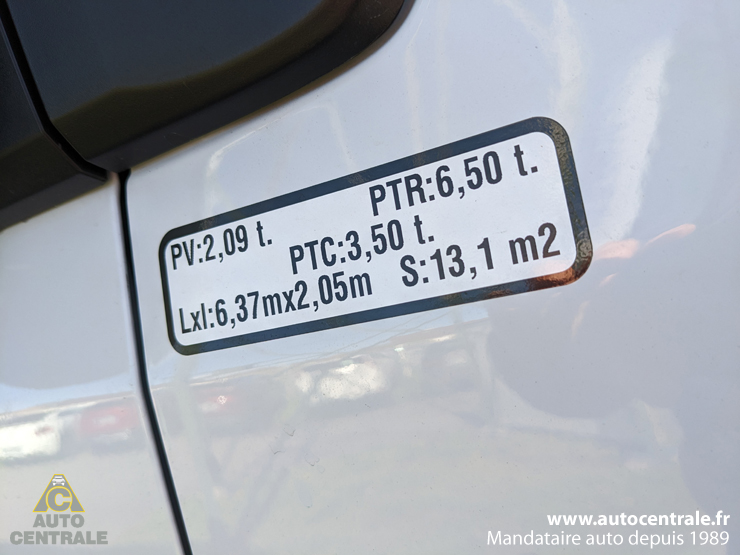 PV:2,09 t. PTR:6,50 t.
PTC:3,50 t.
Lxl:6,37mx2,05m S:13,1 m2
C
AUTO
CENTRALE
www.autocentrale.fr
Mandataire auto depuis 1989